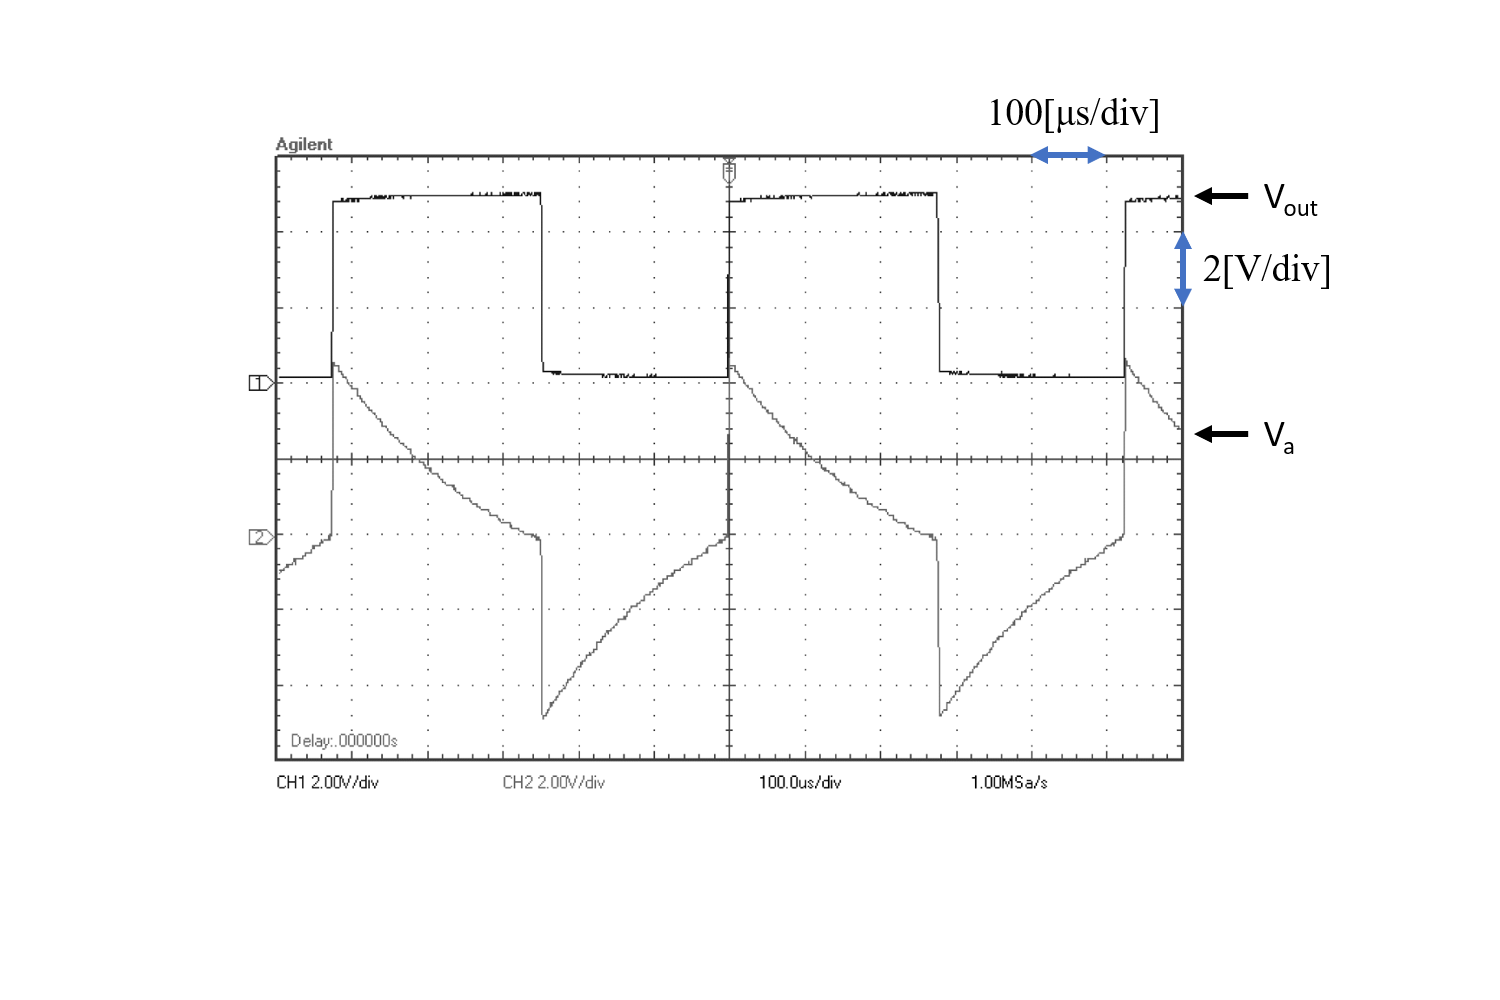 100[μs/div]
Agilent
Vout
2[V/div]
1
Va
2
Delay:.000000s
CH1 2.00V/div
CH2 2.00V/div
100.0us/div
1.00MSa/s